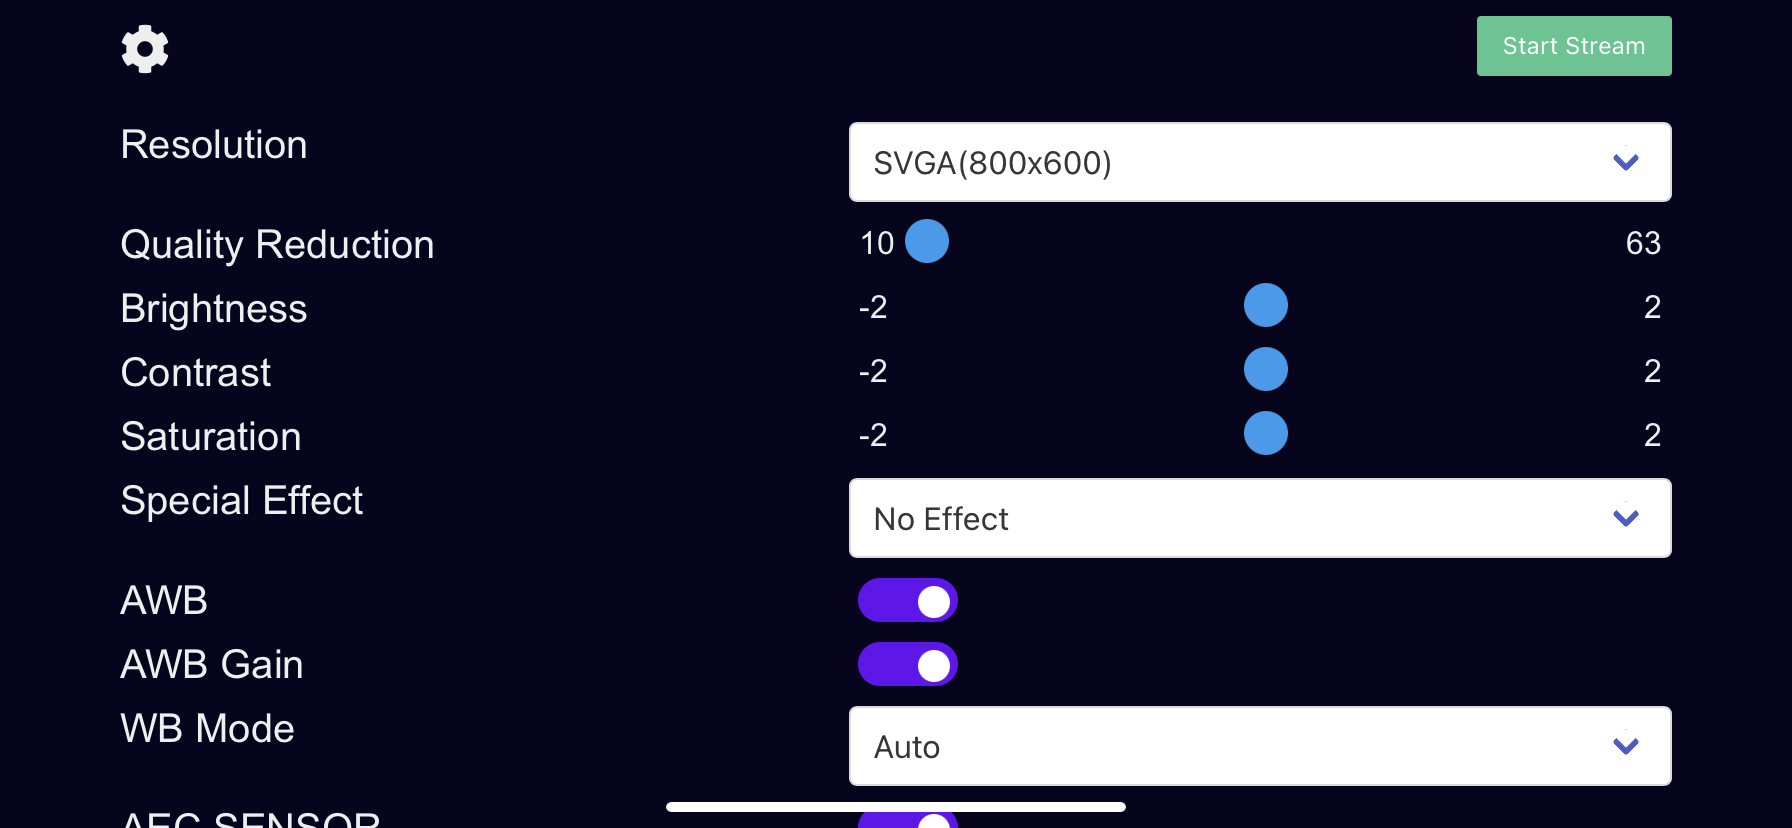 Start Stream
Resolution
SVGA(800x600)
Quality Reduction
10 63
Brightness
-2 2
Contrast
-2 2
Saturation
-2 2
Special Effect
No Effect
AWB
AWB Gain
WB Mode
Auto
AEC SENSOR